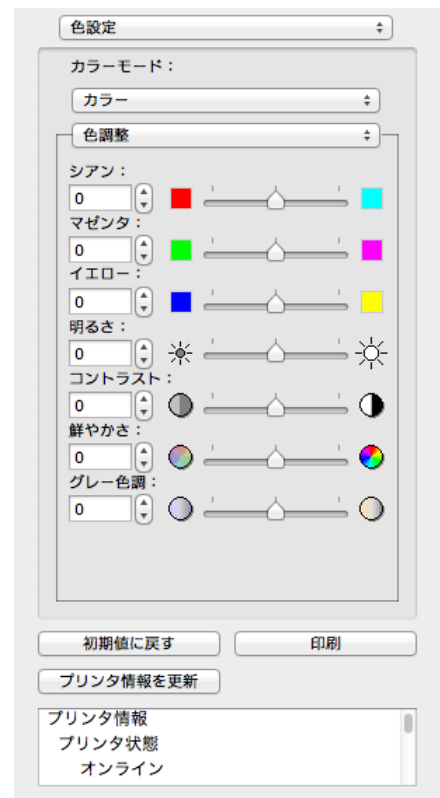 色設定
カラーモード：
カラー
色調整
シアン：
0
マゼンタ：
0
イエロー：
0
明るさ：
0
コントラスト：
0
鮮やかさ：
0
グレー色調：
0
初期値に戻す 印刷
プリンタ情報を更新
プリンタ情報
プリンタ状態
オンライン